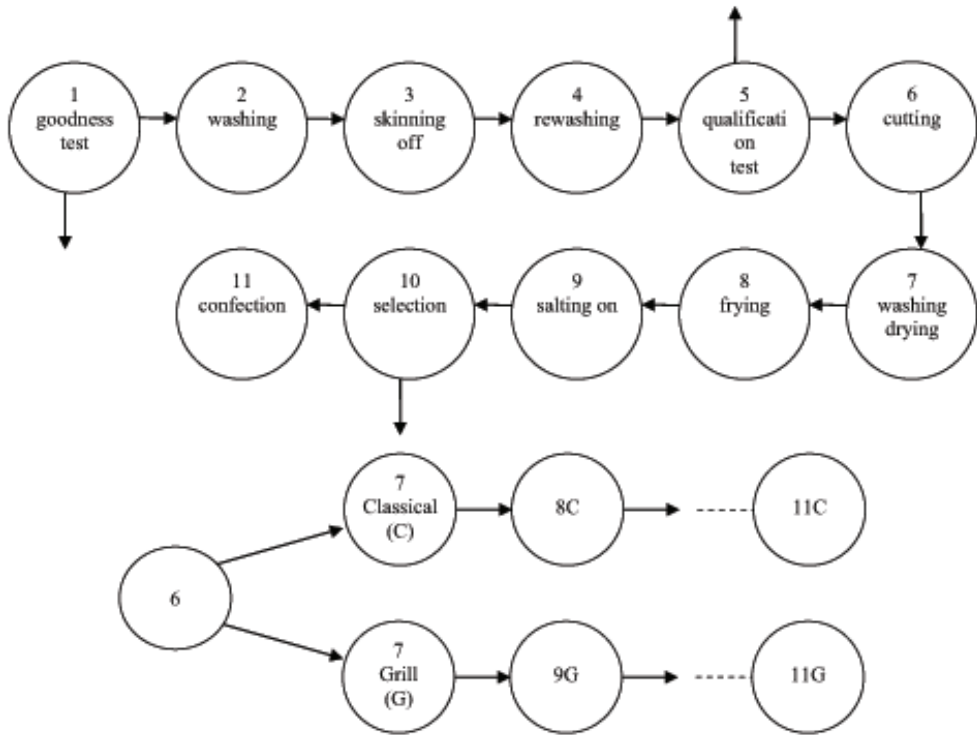 1
goodness
test
2
washing
3
skinning
off
4
rewashing
5
qualificati
on
test
6
cutting
11
confection
10
selection
9
salting on
8
frying
7
washing
drying
7
Classical
(C)
8C
11C
6
7
Grill
(G)
9G
11G